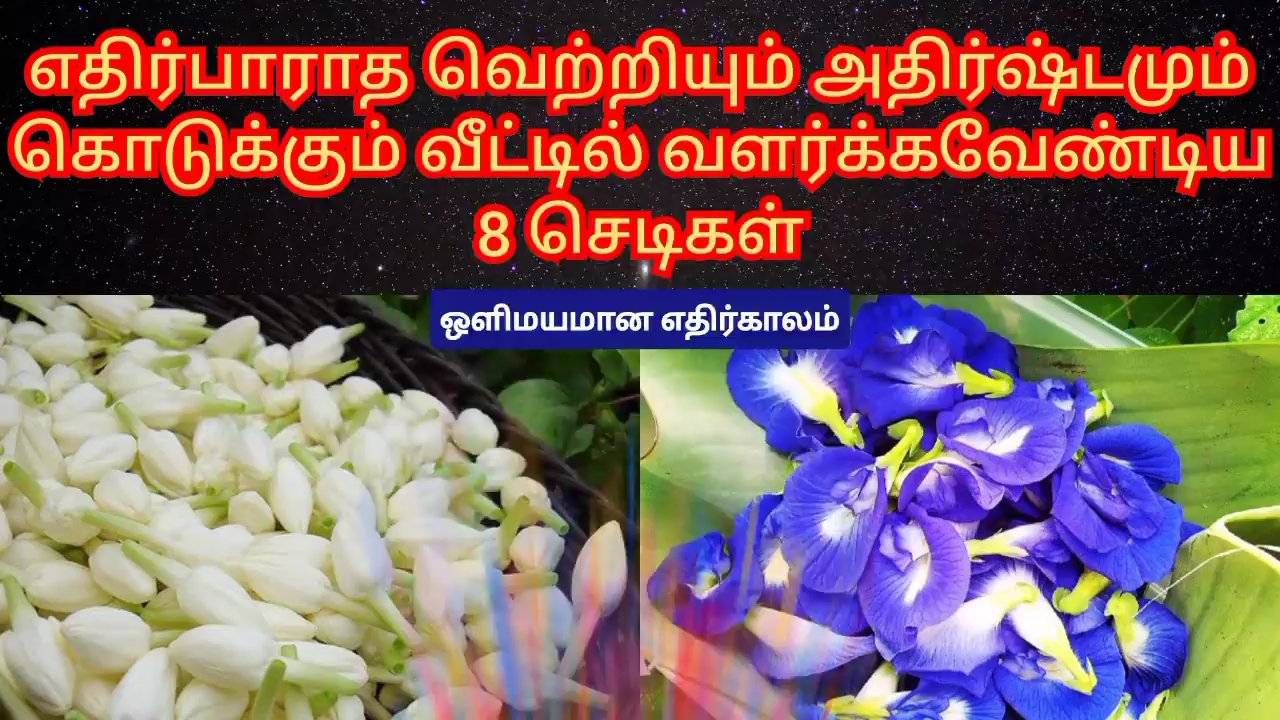 எதிர்பாராத வெற்றியும் அதிர்ஷ்டமும்
கொடுக்கும் வீட்டில் வளர்க்கவேண்டிய
8 செடிகள்
ஒளிமயமான எதிர்காலம்